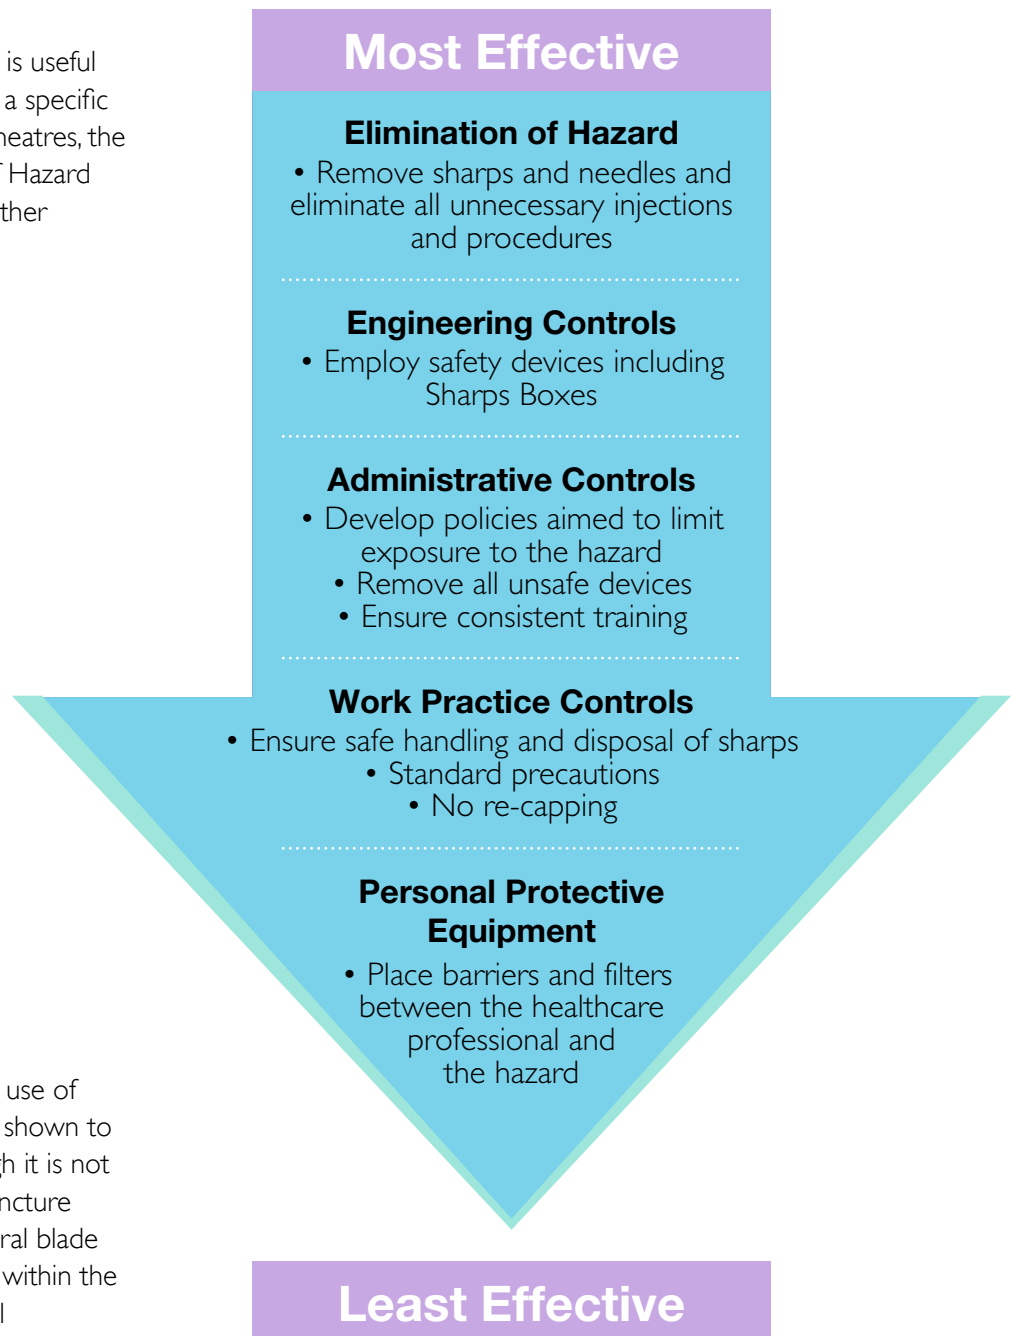 is useful
a specific
heatres, the
Hazard
ther
Most Effective
Elimination of Hazard
• Remove sharps and needles and
eliminate all unnecessary injections
and procedures
Engineering Controls
• Employ safety devices including
Sharps Boxes
Administrative Controls
• Develop policies aimed to limit
exposure to the hazard
• Remove all unsafe devices
• Ensure consistent training
Work Practice Controls
• Ensure safe handling and disposal of sharps
• Standard precautions
• No re-capping
Personal Protective
Equipment
• Place barriers and filters
between the healthcare
professional and
the hazard
use of
shown to
h it is not
ncture
ral blade
within the
Least Effective